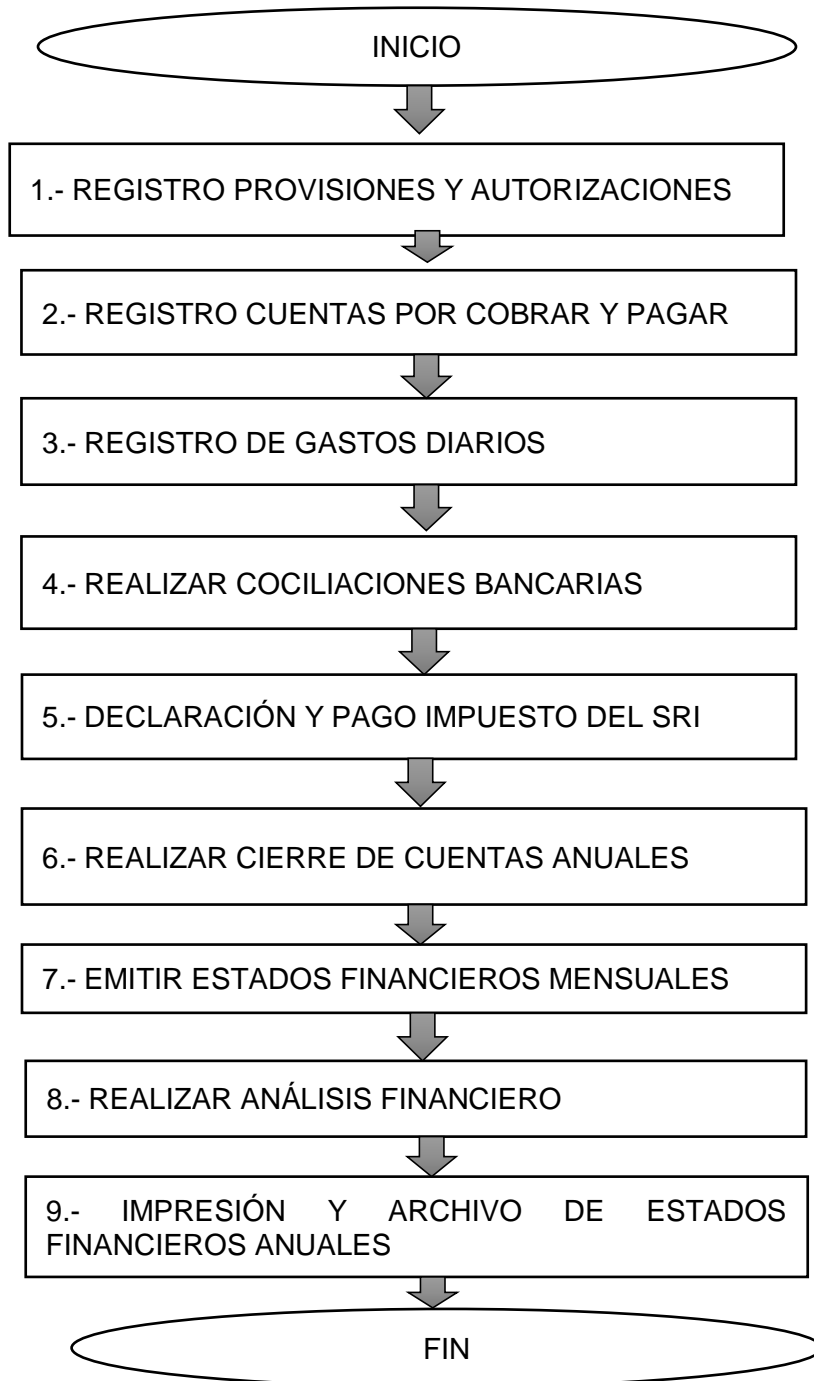 INICIO
1.- REGISTRO PROVISIONES Y AUTORIZACIONES
2.- REGISTRO CUENTAS POR COBRAR Y PAGAR
3.- REGISTRO DE GASTOS DIARIOS
4.- REALIZAR COCILIACIONES BANCARIAS
5.- DECLARACIÓN Y PAGO IMPUESTO DEL SRI
6.- REALIZAR CIERRE DE CUENTAS ANUALES
7.- EMITIR ESTADOS FINANCIEROS MENSUALES
8.- REALIZAR ANÁLISIS FINANCIERO
9.- IMPRESIÓN Y ARCHIVO DE ESTADOS
FINANCIEROS ANUALES
FIN